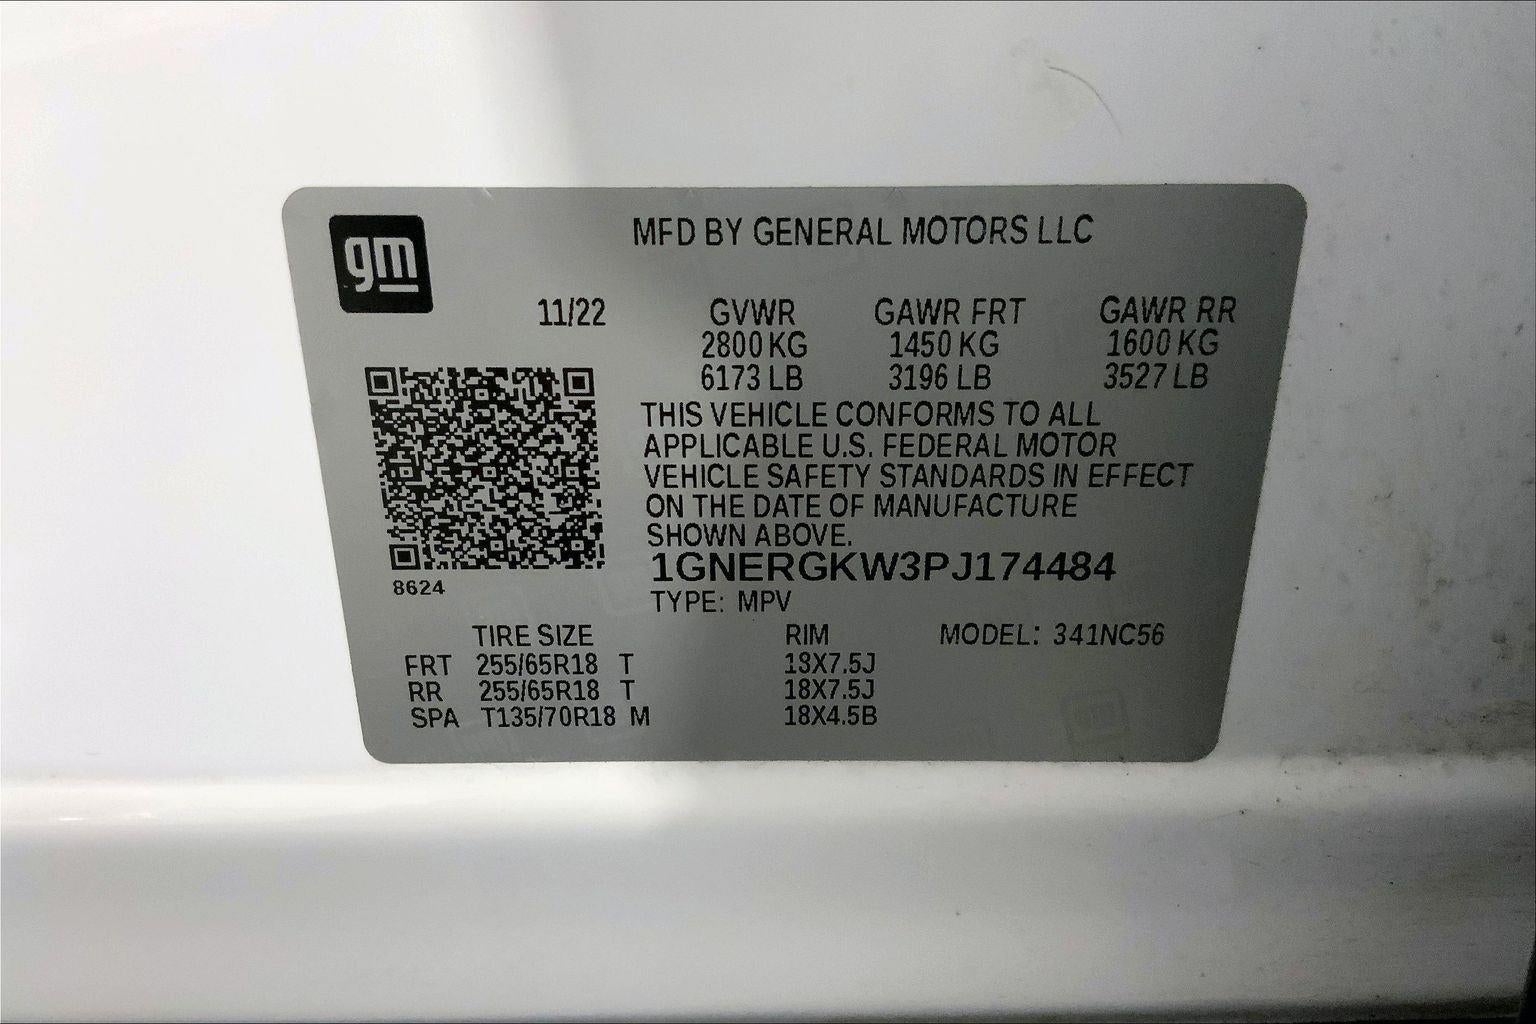 gm
MFD BY GENERAL MOTORS LLC
11/22 GVWR GAWR FRT GAWR RR
2800 KG 1450 KG 1600 KG
6173 LB 3196 LB 3527 LB
THIS VEHICLE CONFORMS TO ALL
APPLICABLE U.S. FEDERAL MOTOR
VEHICLE SAFETY STANDARDS IN EFFECT
ON THE DATE OF MANUFACTURE
SHOWN ABOVE.
1GNERGKW3PJ174484
8624
TYPE: MPV
TIRE SIZE RIM MODEL: 341NC56
FRT 255/65R18 T 18X7.5J
RR 255/65R18 T 18X7.5J
SPA T135/70R18 M 18X4.5B
gm